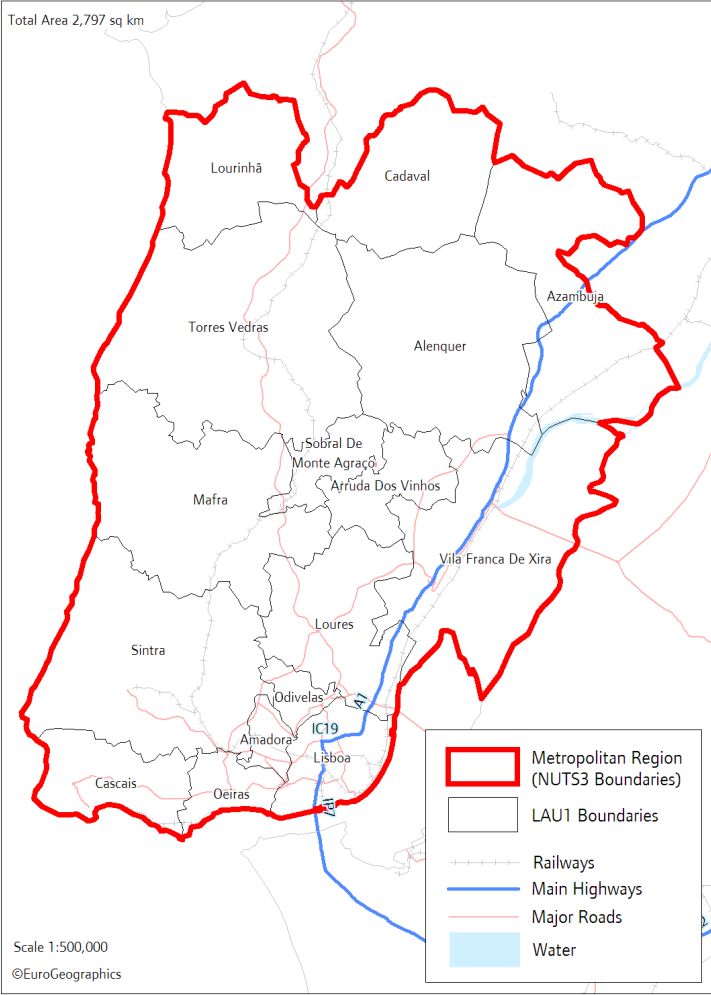 Total Area 2,797 sq km
Lourinhã
Cadaval
Azambuja
Torres Vedras
Alenquer
Sobral De
Monte Agraço
Arruda Dos Vinhos
Mafra
Vila Franca De Xira
Loures
Sintra
Odivelas
A7
IC19
Amadora
Lisboa
Cascais
Oeiras
IP7
Metropolitan Region
(NUTS3 Boundaries)
LAU1 Boundaries
Railways
Main Highways
Major Roads
Water
Scale 1:500,000
©EuroGeographics